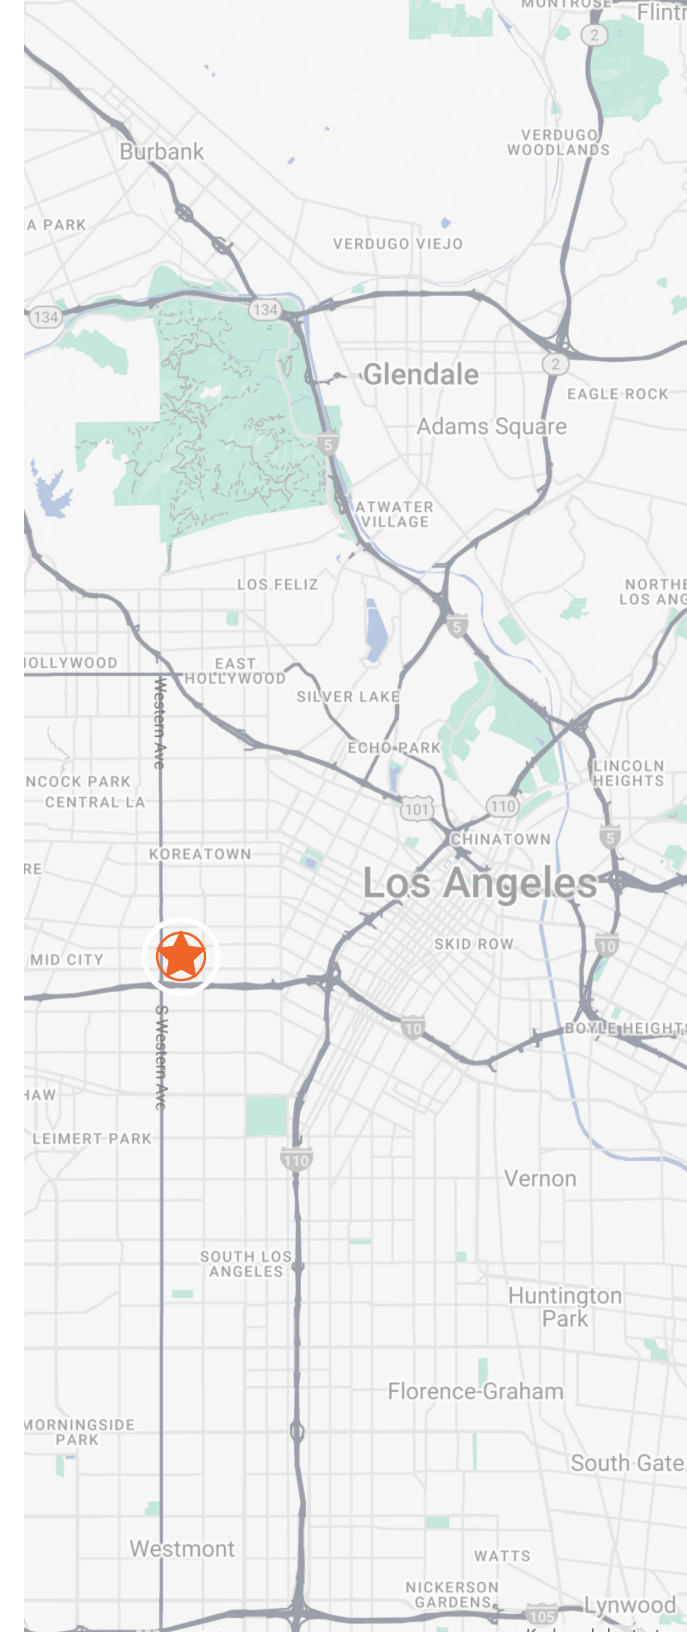 MONTROSE
Flintr
2
VERDUGO
WOODLANDS
Burbank
A PARK
VERDUGO VIEJO
134
134
2
Glendale
EAGLE ROCK
Adams Square
5
ATWATER
VILLAGE
LOS FELIZ
NORTHE
LOS ANG
5
HOLLYWOOD
EAST
HOLLYWOOD
SILVER LAKE
Western Ave
ECHO PARK
LINCOLN
HEIGHTS
NCOCK PARK
CENTRAL LA
101
110
CHINATOWN
5
KOREATOWN
RE
Los Angeles
SKID ROW
10
MID CITY
S Western Ave
10
BOYLE HEIGHTS
HAW
LEIMERT PARK
110
Vernon
SOUTH LOS
ANGELES
Huntington
Park
Florence-Graham
MORNINGSIDE
PARK
South Gate
Westmont
WATTS
NICKERSON
GARDENS
105
Lynwood